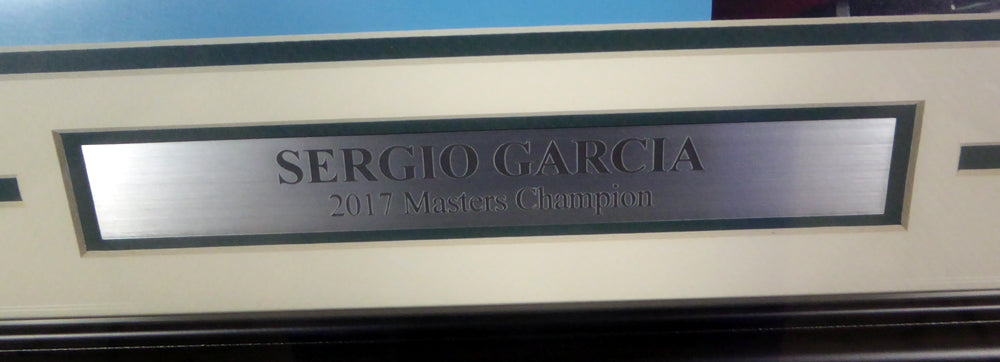 SERGIO GARCIA
2017 Masters Champion